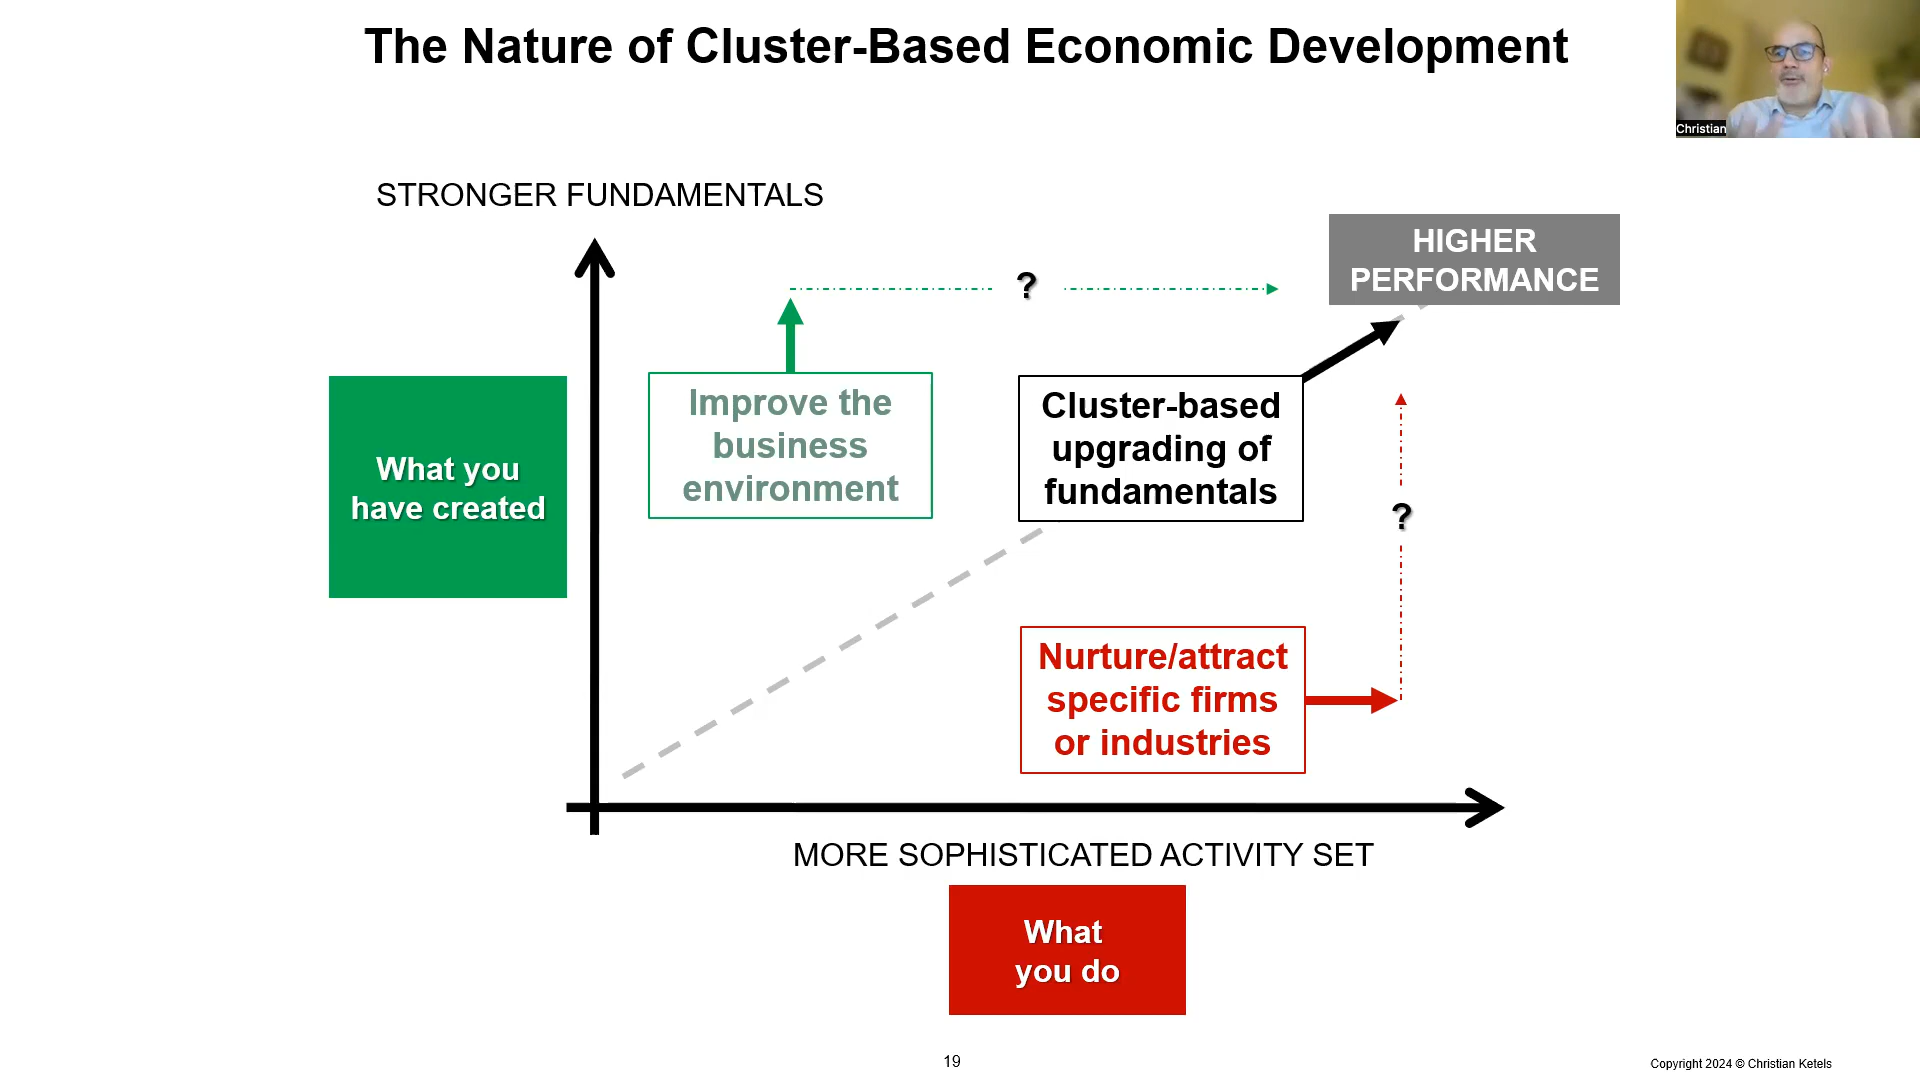 The Nature of Cluster-Based Economic Development
Christian
STRONGER FUNDAMENTALS
HIGHER
PERFORMANCE
?
Improve the
business
environment
Cluster-based
upgrading of
fundamentals
What you
have created
?
Nurture/attract
specific firms
or industries
MORE SOPHISTICATED ACTIVITY SET
What
you do
19
Copyright 2024 © Christian Ketels